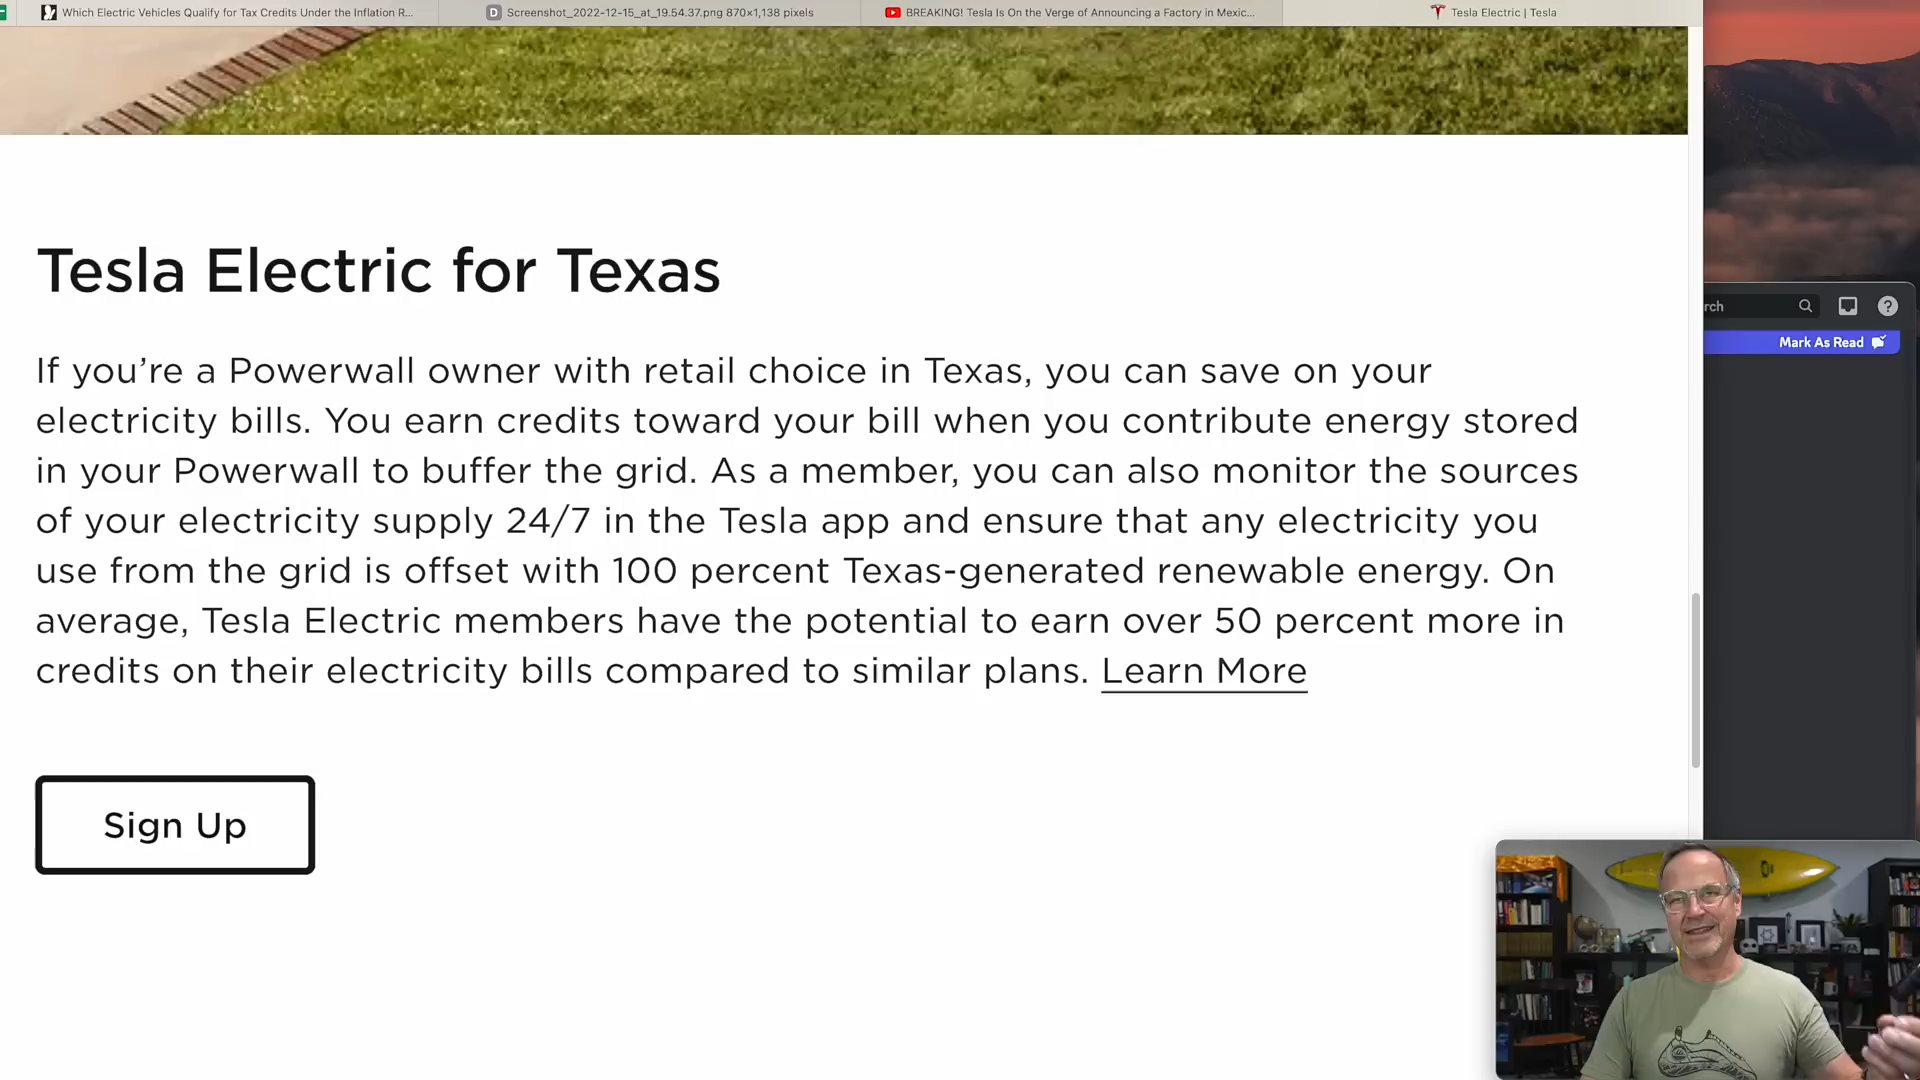 Which Electric Vehicles Qualify for Tax Credits Under the Inflation R...
D Screenshot_2022-12-15_at_19.54.37.png 870×1,138 pixels
BREAKING! Tesla Is On the Verge of Announcing a Factory in Mexic...
Tesla Electric | Tesla
rch
?
Mark As Read
Tesla Electric for Texas
If you’re a Powerwall owner with retail choice in Texas, you can save on your
electricity bills. You earn credits toward your bill when you contribute energy stored
in your Powerwall to buffer the grid. As a member, you can also monitor the sources
of your electricity supply 24/7 in the Tesla app and ensure that any electricity you
use from the grid is offset with 100 percent Texas-generated renewable energy. On
average, Tesla Electric members have the potential to earn over 50 percent more in
credits on their electricity bills compared to similar plans. Learn More
Sign Up